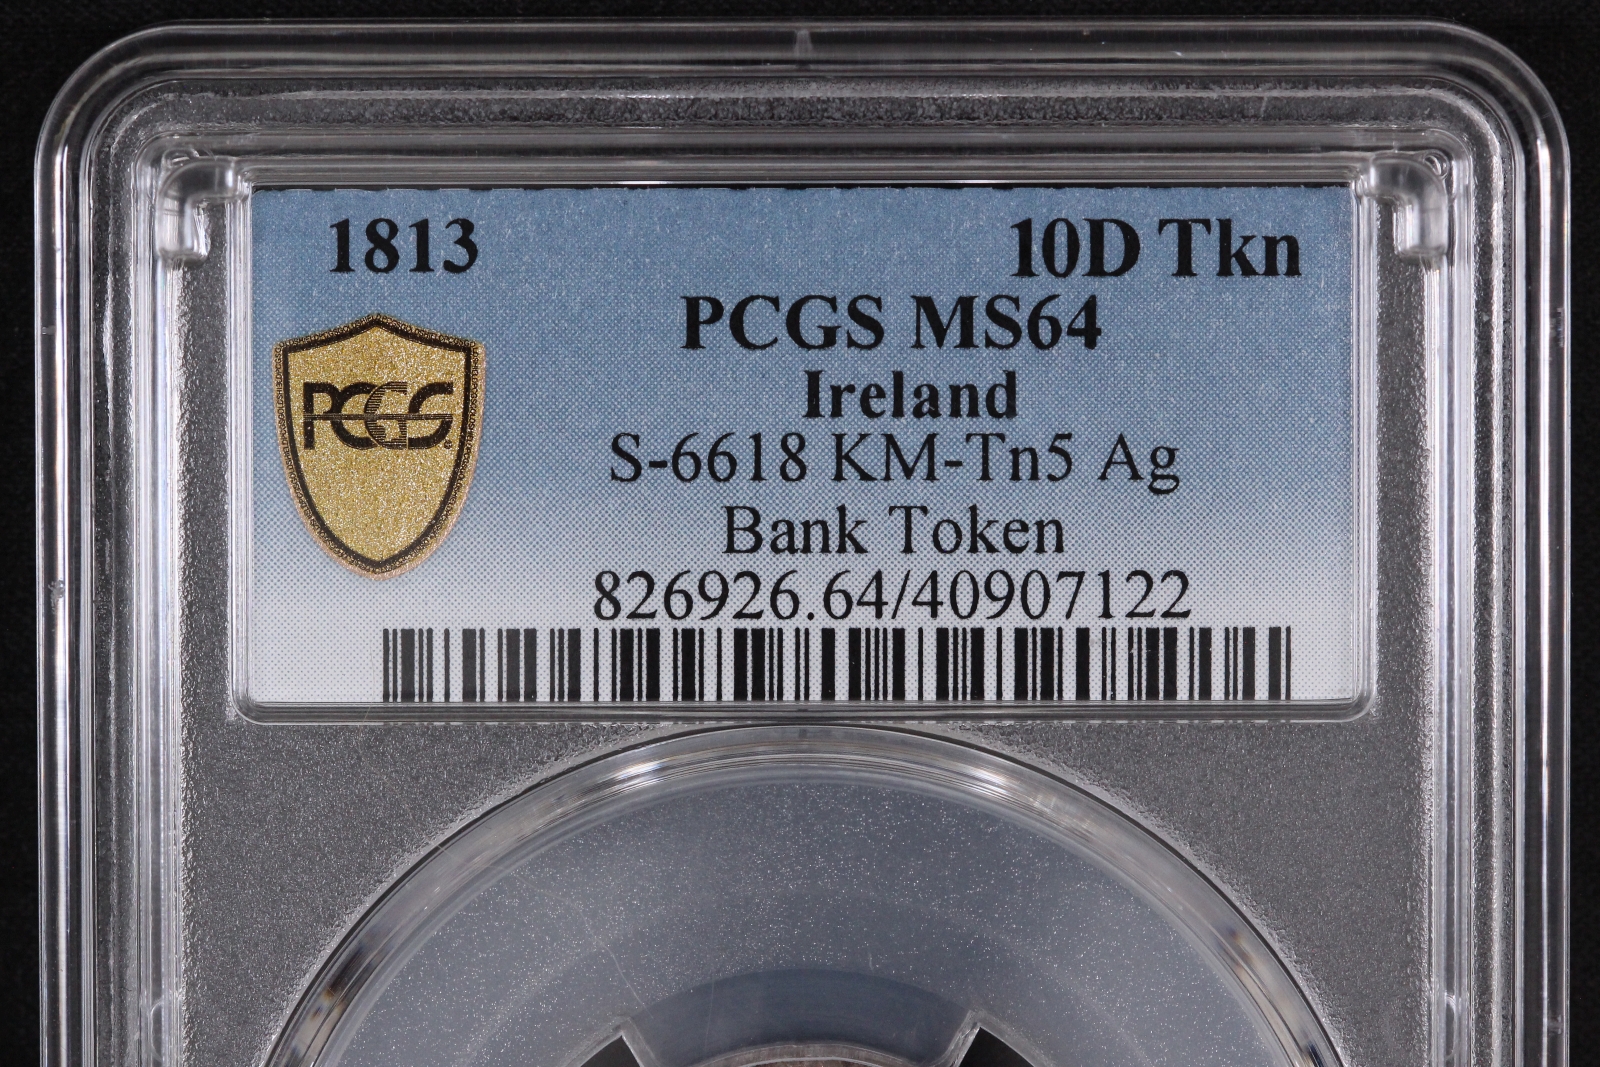 1813 10D Tkn
PCGS MS64
Ireland
PCGS
S-6618 KM-Tn5 Ag
Bank Token
826926.64/40907122